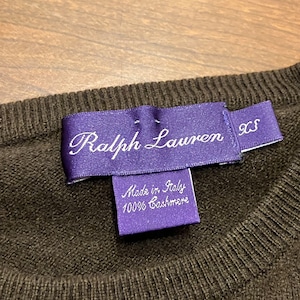 Ralph Lauren
XS
Made in Italy
100% Cashmere